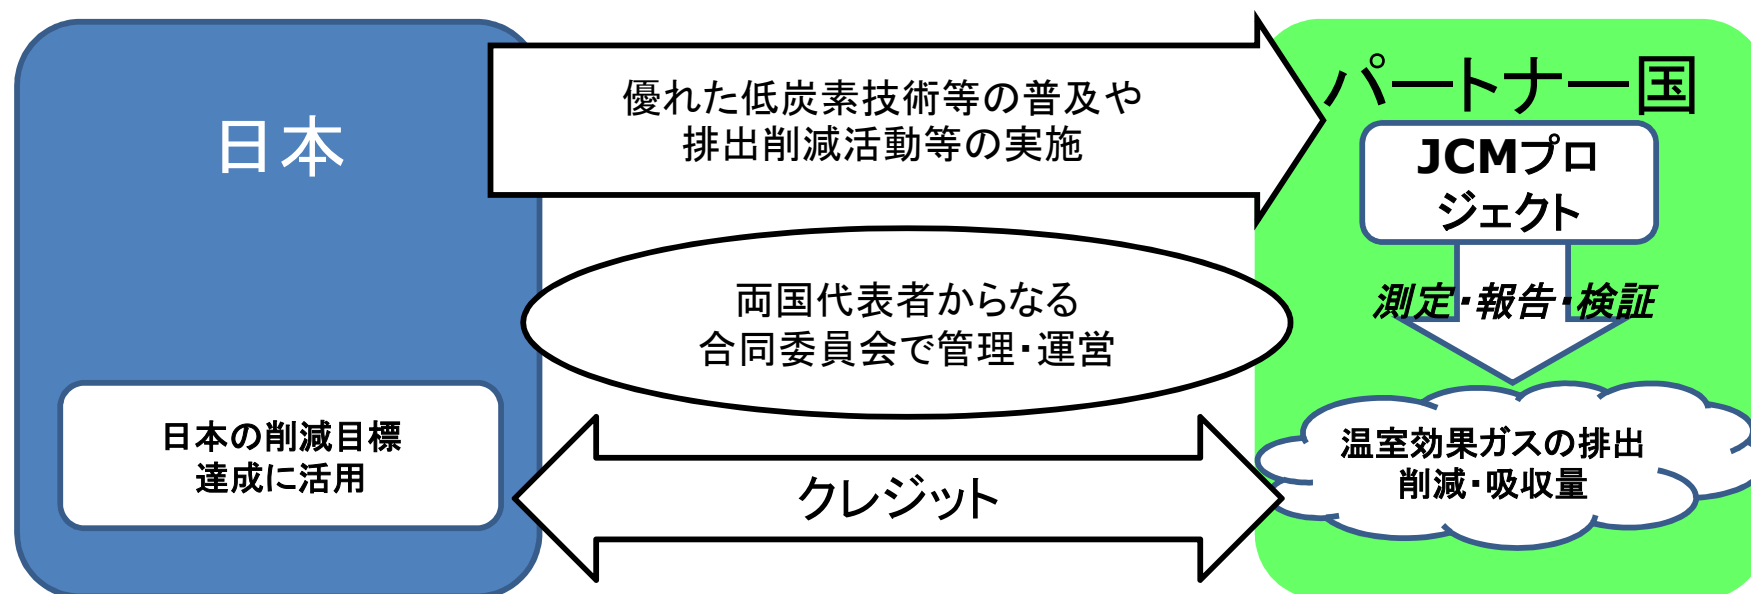 日本
優れた低炭素技術等の普及や
排出削減活動等の実施
パートナー国
JCMプロ
ジェクト
測定・報告・検証
両国代表者からなる
合同委員会で管理・運営
日本の削減目標
達成に活用
クレジット
温室効果ガスの排出
削減・吸収量